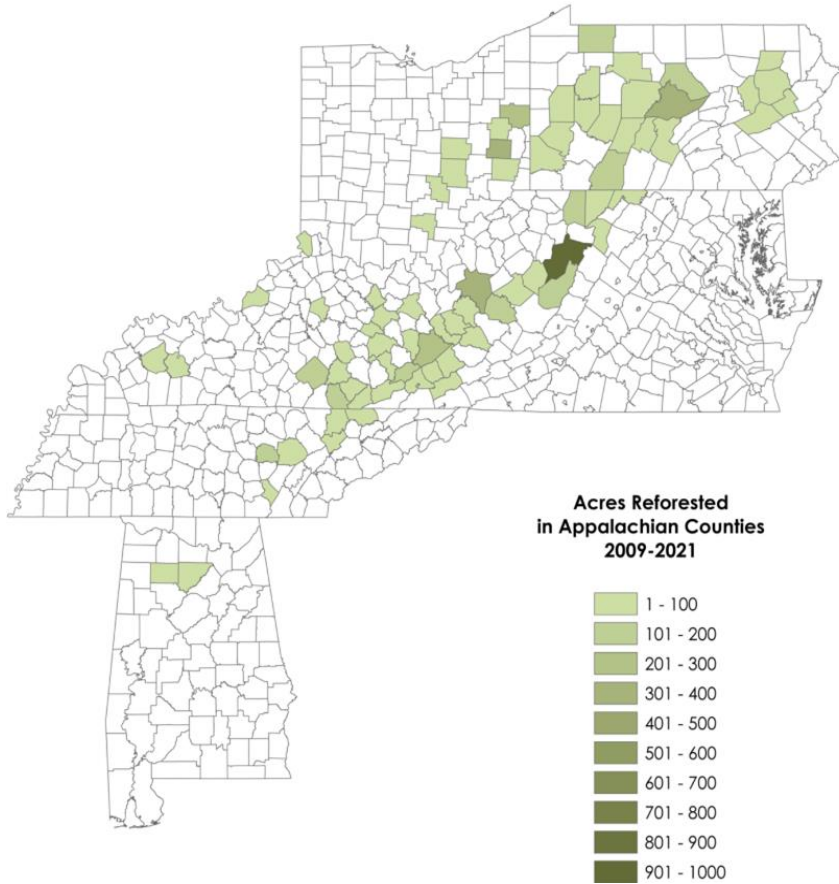 Acres Reforested
in Appalachian Counties
2009-2021
1 - 100
101 - 200
201 - 300
301 - 400
401 - 500
501 - 600
601 - 700
701 - 800
801 - 900
901 - 1000